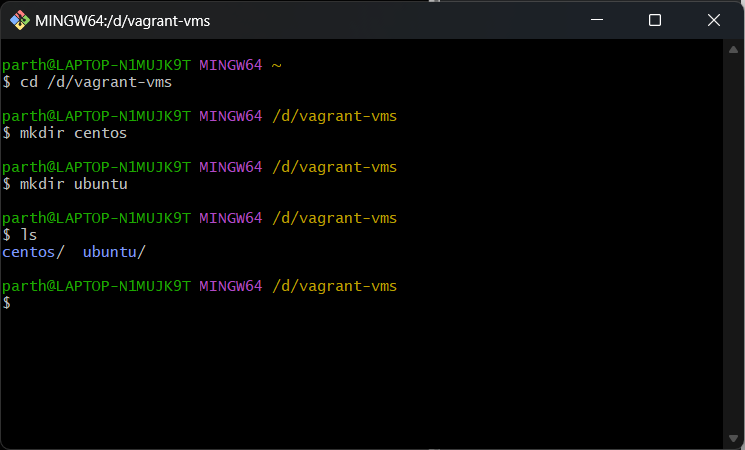 MINGW64:/d/vagrant-vms
parth@LAPTOP-N1MUJK9T MINGW64 ~
$ cd /d/vagrant-vms
parth@LAPTOP-N1MUJK9T MINGW64 /d/vagrant-vms
$ mkdir centos
parth@LAPTOP-N1MUJK9T MINGW64 /d/vagrant-vms
$ mkdir ubuntu
parth@LAPTOP-N1MUJK9T MINGW64 /d/vagrant-vms
$ ls
centos/  ubuntu/
parth@LAPTOP-N1MUJK9T MINGW64 /d/vagrant-vms
$